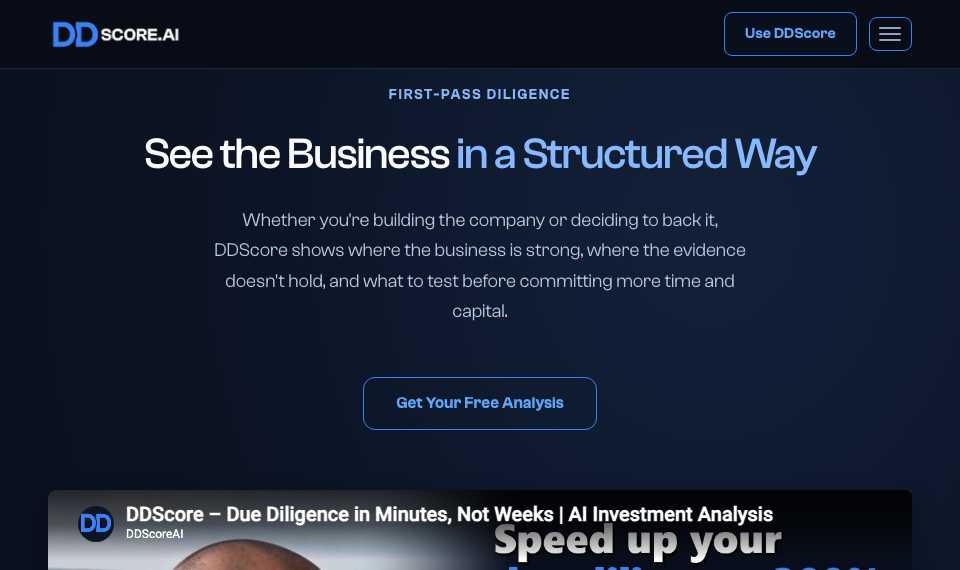 DD SCORE.AI
Use DDScore
FIRST-PASS DILIGENCE
See the Business in a Structured Way
Whether you're building the company or deciding to back it,
DDScore shows where the business is strong, where the evidence
doesn't hold, and what to test before committing more time and
capital.
Get Your Free Analysis
DD
DDScore – Due Diligence in Minutes, Not Weeks | AI Investment Analysis
DDScoreAI
Speed up your